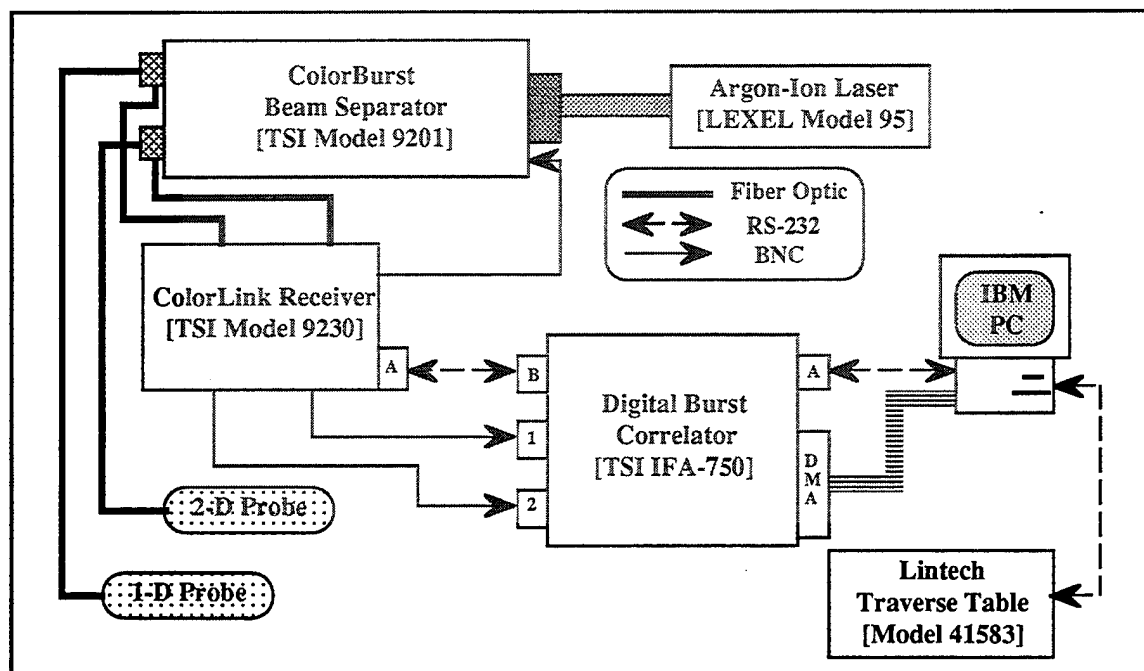 ColorBurst
Beam Separator
[TSI Model 9201]
Argon-Ion Laser
[LEXEL Model 95]
Fiber Optic
RS-232
BNC
ColorLink Receiver
[TSI Model 9230]
A
IBM
PC
B
1
2
Digital Burst
Correlator
[TSI IFA-750]
A
DMA
2-D Probe
1-D Probe
Lintech
Traverse Table
[Model 41583]